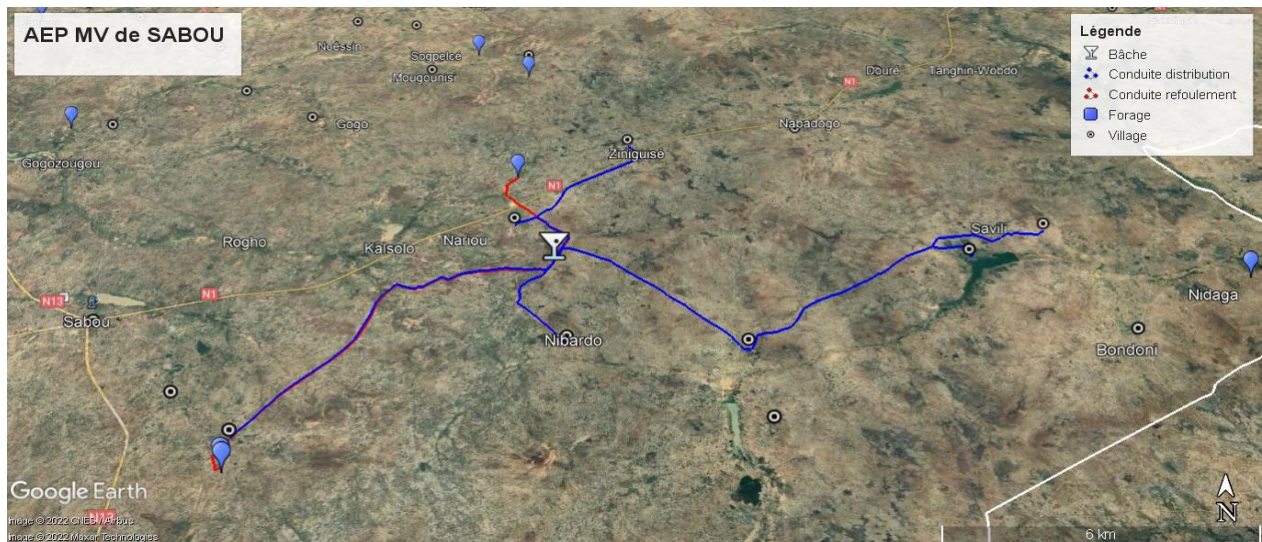 AEP MV de SABOU
Légende
Bâche
Conduite distribution
Conduite refoulement
Forage
Village
Noéssin
Sogpelcé
Mougounisi
Douré
Tanghin-Wobdo
N1
Gogo
Nabadogo
Gogozougou
Ziniguisé
N1
Savili
Rogho
Kaisolo
Nariou
Nidaga
N13
N1
Sabou
Nibardo
Bondoni
Google Earth
N13
Image © 2022 CNES / Airbus
Image © 2022 Maxar Technologies
N
6 km